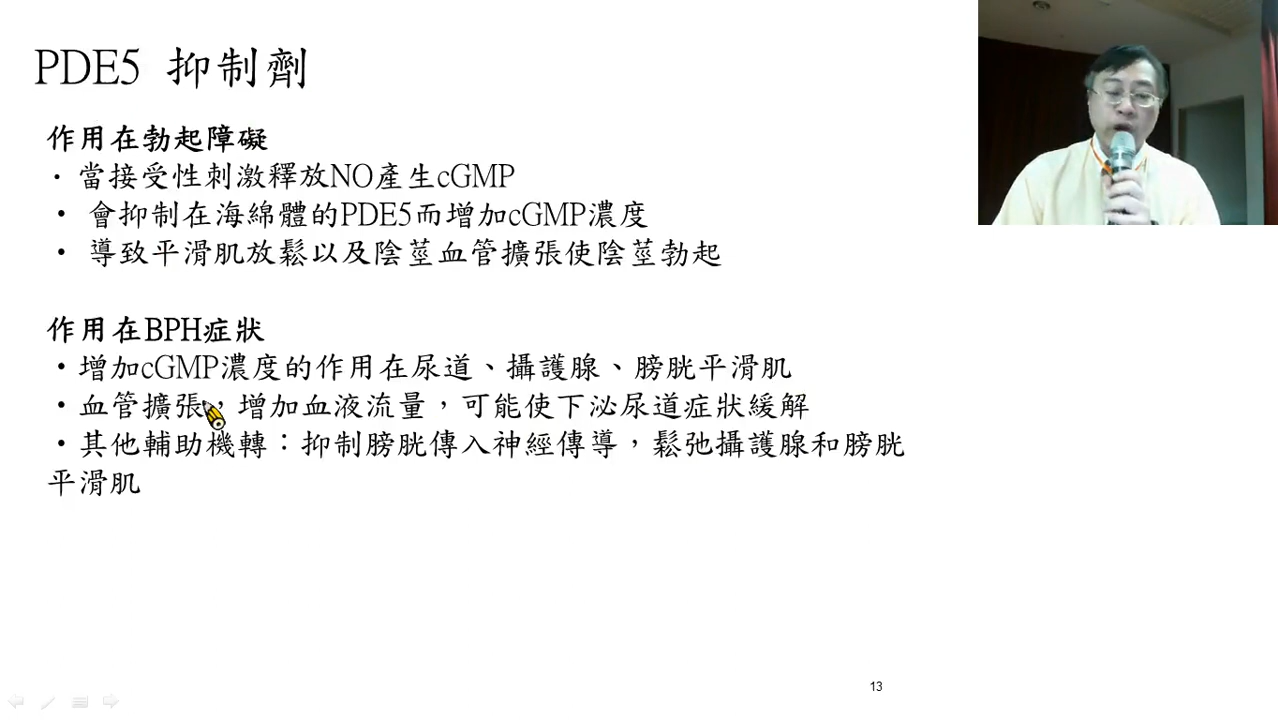 PDE5 抑制劑
作用在勃起障礙
• 當接受性刺激釋放NO產生cGMP
• 會抑制在海綿體的PDE5而增加cGMP濃度
• 導致平滑肌放鬆以及陰莖血管擴張使陰莖勃起
作用在BPH症狀
• 增加cGMP濃度的作用在尿道、攝護腺、膀胱平滑肌
• 血管擴張，增加血液流量，可能使下泌尿道症狀緩解
• 其他輔助機轉：抑制膀胱傳入神經傳導，鬆弛攝護腺和膀胱
平滑肌
13